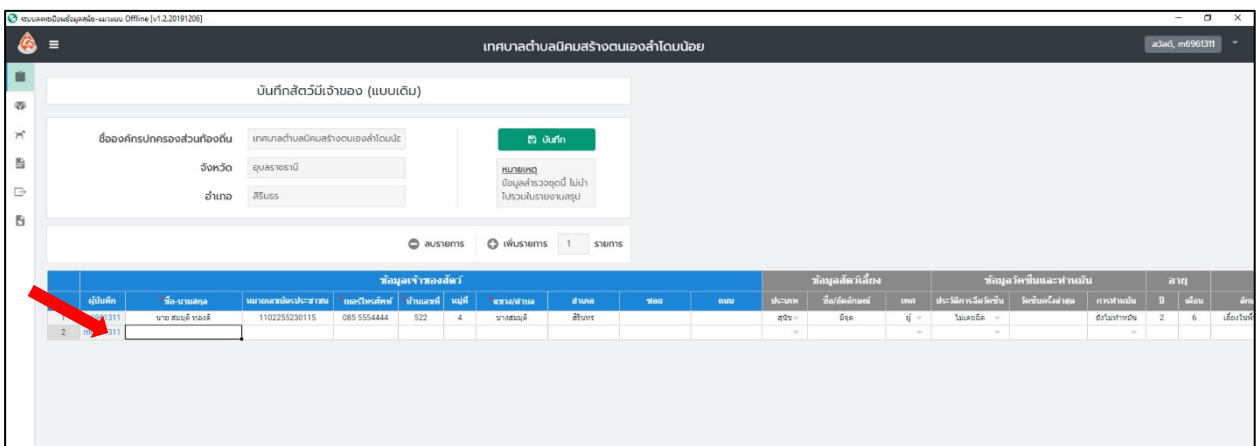 ระบบลงทะเบียนข้อมูลสุนัข-แมวแบบ Offline [v1.2.20191206]
เทศบาลตำบลนิคมสร้างตนเองลำโดมน้อย
สวัสดี, m6961311
บันทึกสัตว์มีเจ้าของ (แบบเดิม)
ชื่อองค์กรปกครองส่วนท้องถิ่น เทศบาลตำบลนิคมสร้างตนเองลำโดมน้อ
บันทึก
จังหวัด อุบลราชธานี
หมายเหตุ
ข้อมูลสำรวจชุดนี้ ไม่นำ
ไปรวมในรายงานสรุป
อำเภอ สิรินธร
ลบรายการ เพิ่มรายการ 1 รายการ
ข้อมูลเจ้าของสัตว์ ข้อมูลสัตว์เลี้ยง ข้อมูลวัคซีนและทำหมัน อายุ
ผู้บันทึก *ชื่อ-นามสกุล หมายเลขบัตรประชาชน *เบอร์โทรศัพท์ *บ้านเลขที่ หมู่ที่ *แขวง/ตำบล อำเภอ ซอย ถนน ประเภท ชื่อ/อัตลักษณ์ เพศ ประวัติการฉีดวัคซีน วัคซีนครั้งล่าสุด การทำหมัน ปี เดือน
1 นาย สมมุติ ทองดี 1102255230115 085 5554444 522 4 บางสมมุติ สิรินทร สุนัข มีจุด ผู้ ไม่เคยฉีด ยังไม่ทำหมัน 2 6
2